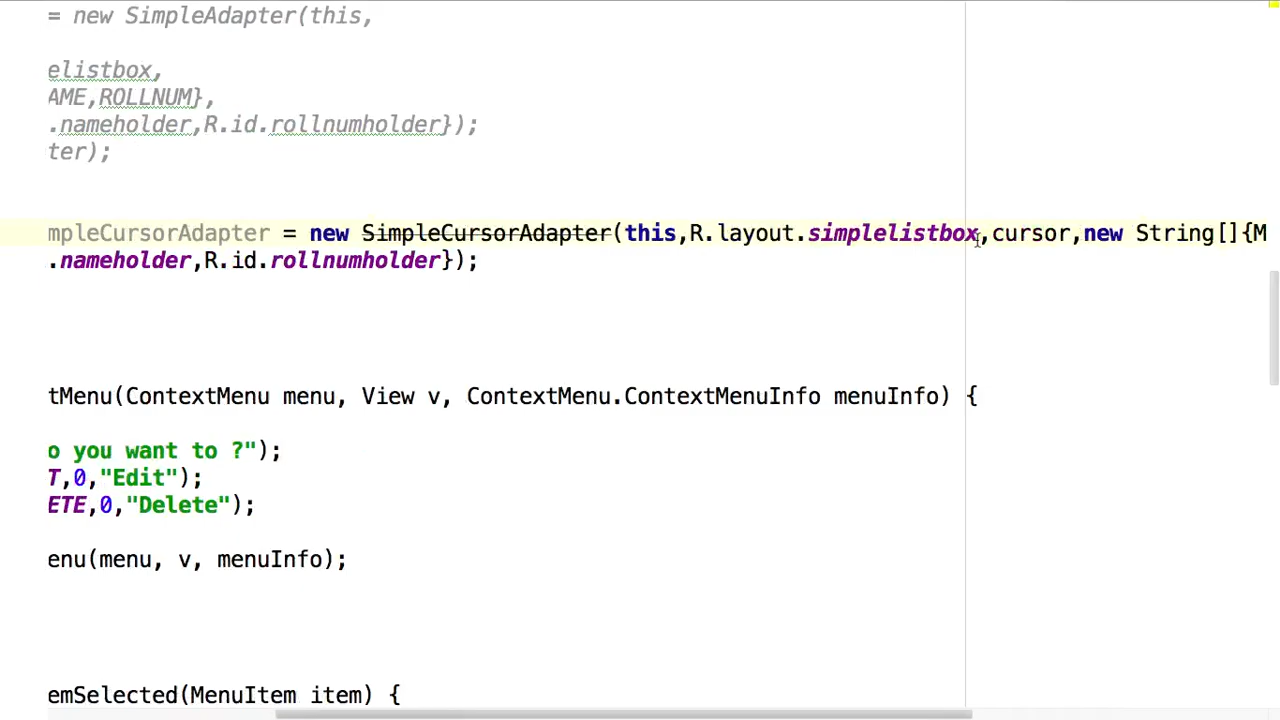 = new SimpleAdapter(this,
elistbox,
AME,ROLLNUM},
.nameholder,R.id.rollnumholder});
ter);
mpleCursorAdapter = new SimpleCursorAdapter(this,R.layout.simplelistbox,cursor,new String[]{M
.nameholder,R.id.rollnumholder});
tMenu(ContextMenu menu, View v, ContextMenu.ContextMenuInfo menuInfo) {
o you want to ?");
T,0,"Edit");
ETE,0,"Delete");
enu(menu, v, menuInfo);
emSelected(MenuItem item) {